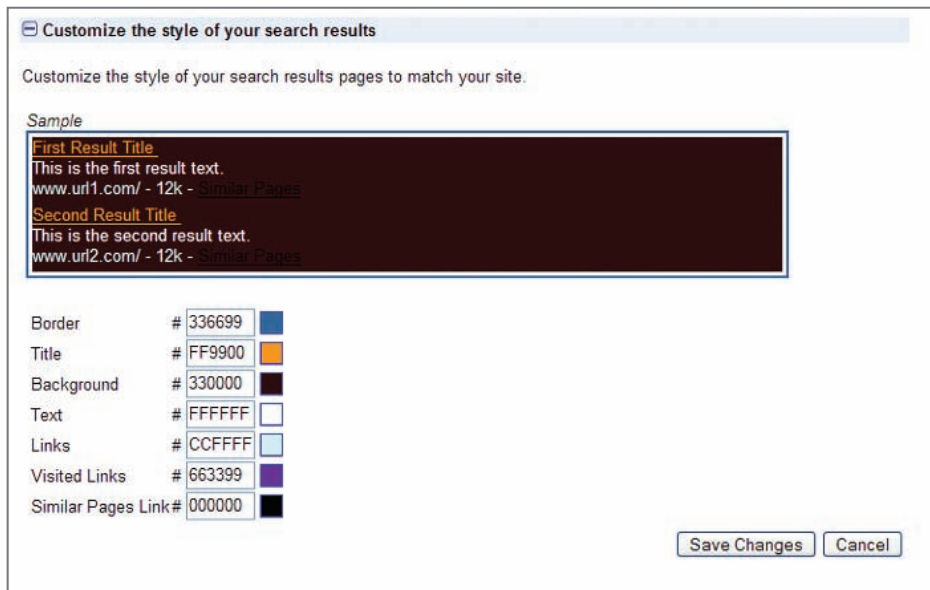 Customize the style of your search results
Customize the style of your search results pages to match your site.
Sample
First Result Title
This is the first result text.
www.url1.com/ - 12k - Similar Pages
Second Result Title
This is the second result text.
www.url2.com/ - 12k - Similar Pages
Border # 336699
Title # FF9900
Background # 330000
Text # FFFFFF
Links # CCFFFF
Visited Links # 663399
Similar Pages Link # 000000
Save Changes Cancel